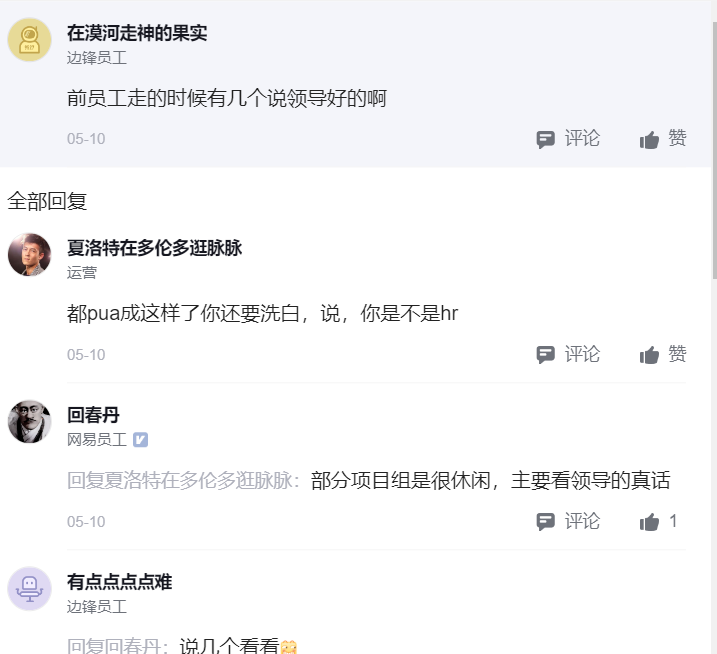 在漠河走神的果实
边锋员工
前员工走的时候有几个说领导好的啊
05-10 评论 赞
全部回复
夏洛特在多伦多逛脉脉
运营
都pua成这样了你还要洗白，说，你是不是hr
05-10 评论 赞
回春丹
网易员工
回复夏洛特在多伦多逛脉脉：部分项目组是很休闲，主要看领导的真话
05-10 评论 1
有点点点点难
边锋员工
回复回春丹：说几个看看